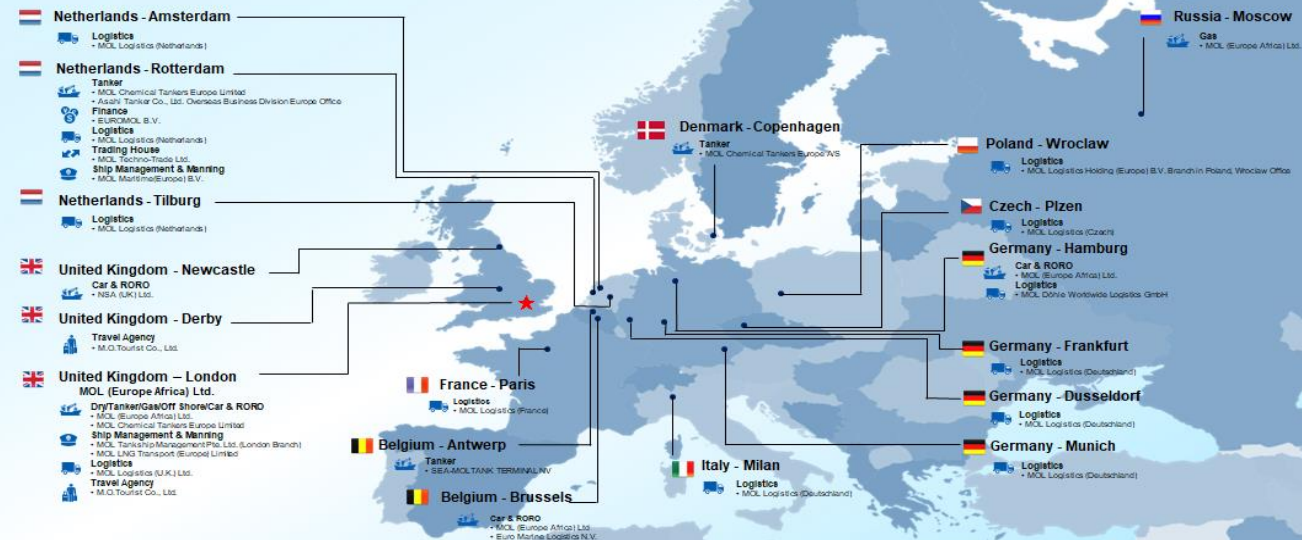 Netherlands - Amsterdam
Logistics
• MOL Logistics (Netherlands)
Netherlands - Rotterdam
Tanker
• MOL Chemical Tankers Europe Limited
• Asahi Tanker Co., Ltd. Overseas Business Division Europe Office
Finance
• EUROMOL B.V.
Logistics
• MOL Logistics (Netherlands)
Trading House
• MOL Techno-Trade Ltd.
Ship Management & Manning
• MOL Maritime(Europe) B.V.
Netherlands - Tilburg
Logistics
• MOL Logistics (Netherlands)
United Kingdom - Newcastle
Car & RORO
• NSA (UK) Ltd.
United Kingdom - Derby
Travel Agency
• M.O.Tourist Co., Ltd.
United Kingdom – London
MOL (Europe Africa) Ltd.
Dry/Tanker/Gas/Off Shore/Car & RORO
• MOL (Europe Africa) Ltd.
• MOL Chemical Tankers Europe Limited
Ship Management & Manning
• MOL Tankship Management Pte. Ltd. (London Branch)
• MOL LNG Transport (Europe) Limited
Logistics
• MOL Logistics (U.K.) Ltd.
Travel Agency
• M.O.Tourist Co., Ltd.
Denmark - Copenhagen
Tanker
• MOL Chemical Tankers Europe A/S
France - Paris
Logistics
• MOL Logistics (France)
Belgium - Antwerp
Tanker
• SEA-MOLTANK TERMINAL NV
Belgium - Brussels
Car & RORO
• MOL (Europe Africa) Ltd
• Euro Marine Logistics N.V.
Italy - Milan
Logistics
• MOL Logistics (Deutschland)
Russia - Moscow
Gas
• MOL (Europe Africa) Ltd.
Poland - Wroclaw
Logistics
• MOL Logistics Holding (Europe) B.V. Branch in Poland, Wroclaw Office
Czech - Plzen
Logistics
• MOL Logistics (Czech)
Germany - Hamburg
Car & RORO
• MOL (Europe Africa) Ltd.
Logistics
• MOL Döhle Worldwide Logistics GmbH
Germany - Frankfurt
Logistics
• MOL Logistics (Deutschland)
Germany - Dusseldorf
Logistics
• MOL Logistics (Deutschland)
Germany - Munich
Logistics
• MOL Logistics (Deutschland)